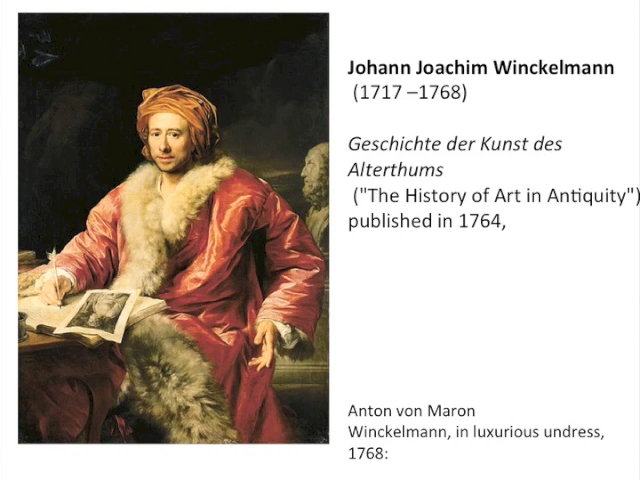 Johann Joachim Winckelmann
(1717 –1768)
Geschichte der Kunst des
Alterthums
("The History of Art in Antiquity")
published in 1764,
Anton von Maron
Winckelmann, in luxurious undress,
1768: